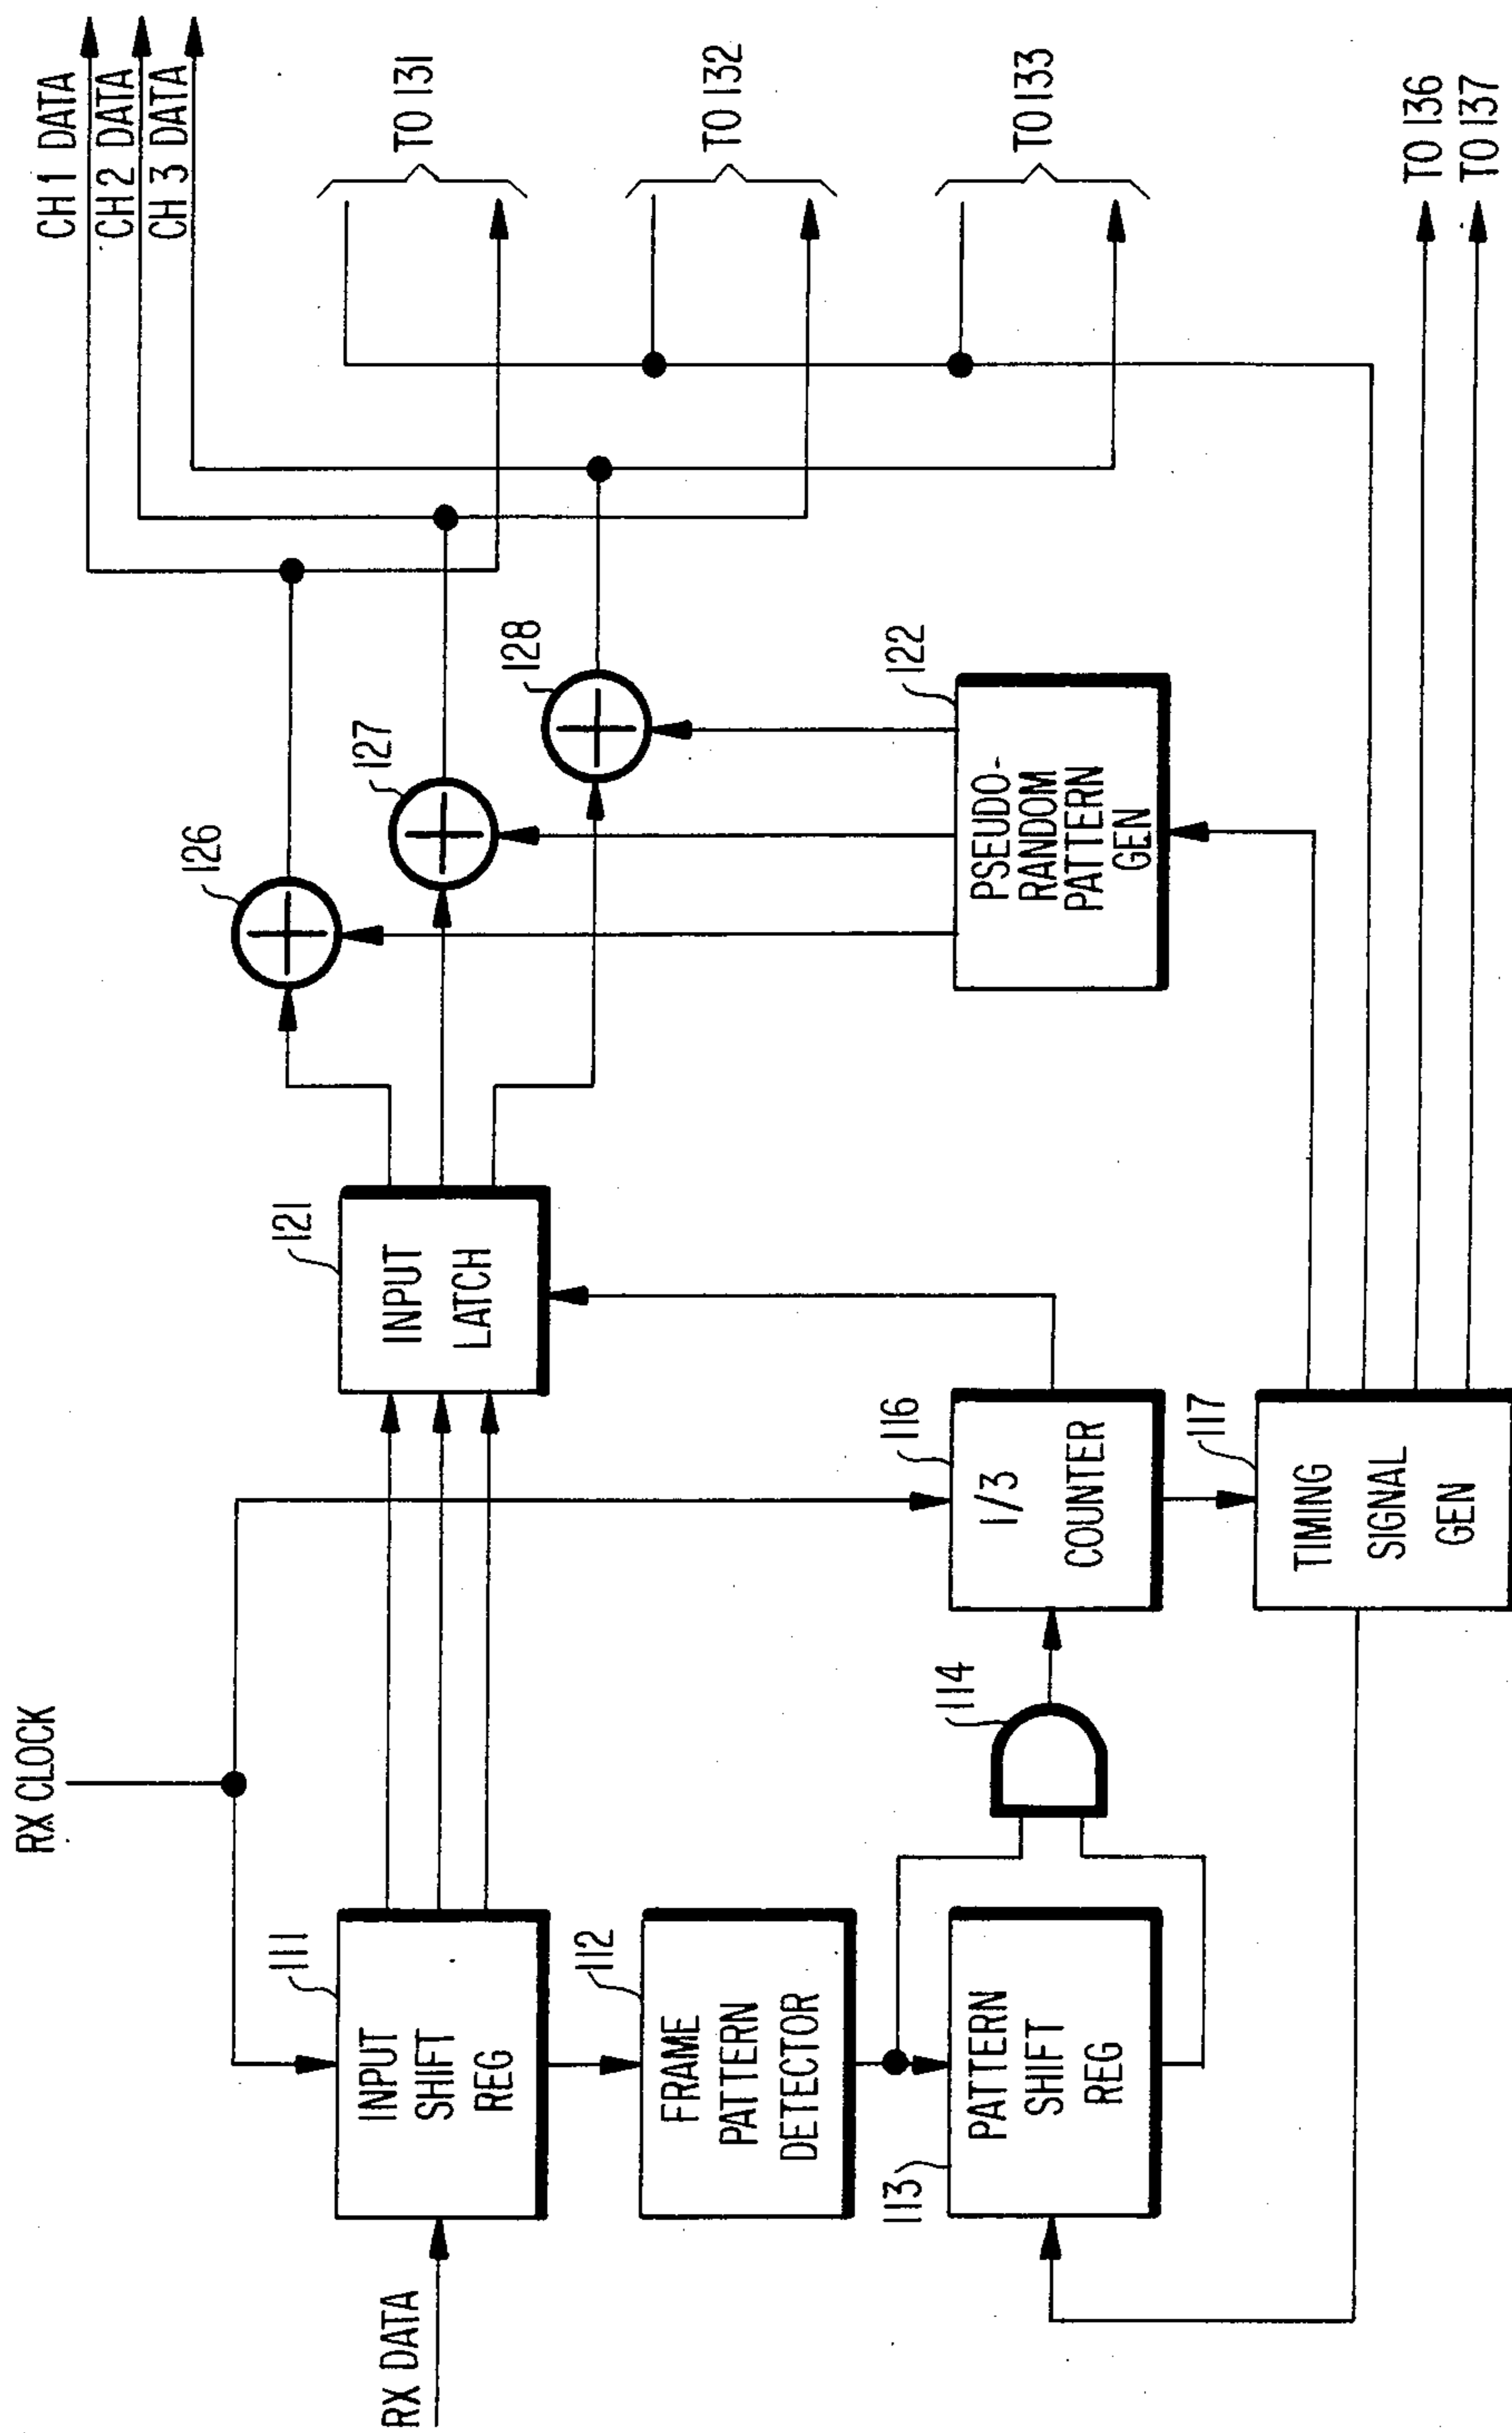 RX CLOCK
RX DATA
111
INPUT
SHIFT
REG
112
FRAME
PATTERN
DETECTOR
113
PATTERN
SHIFT
REG
114
116
1/3
COUNTER
117
TIMING
SIGNAL
GEN
121
INPUT
LATCH
126
127
128
122
PSEUDO-
RANDOM
PATTERN
GEN
CH 1 DATA
CH 2 DATA
CH 3 DATA
TO 131
TO 132
TO 133
TO 136
TO 137